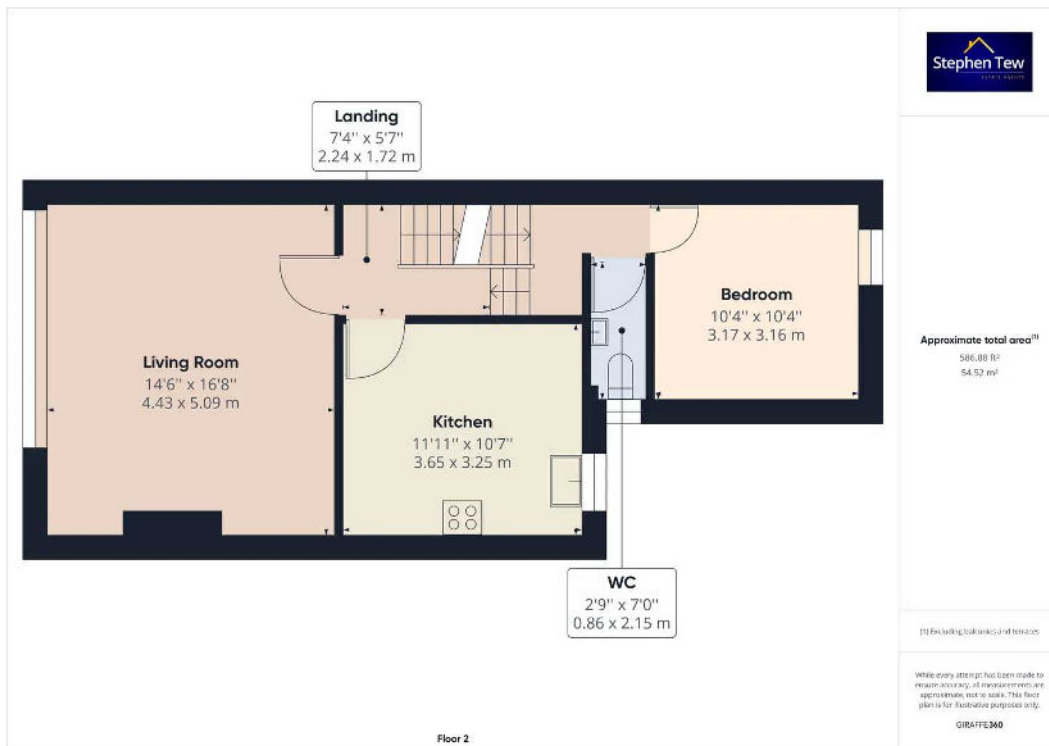 Stephen Tew
ESTATE AGENTS
Landing
7'4'' x 5'7''
2.24 x 1.72 m
Living Room
14'6'' x 16'8''
4.43 x 5.09 m
Kitchen
11'11'' x 10'7''
3.65 x 3.25 m
Bedroom
10'4'' x 10'4''
3.17 x 3.16 m
WC
2'9'' x 7'0''
0.86 x 2.15 m
Floor 2
Approximate total area⁽¹⁾
586.88 ft²
54.52 m²
(1) Excluding balconies and terraces
While every attempt has been made to
ensure accuracy, all measurements are
approximate, not to scale. This floor
plan is for illustrative purposes only.
GIRAFFE360